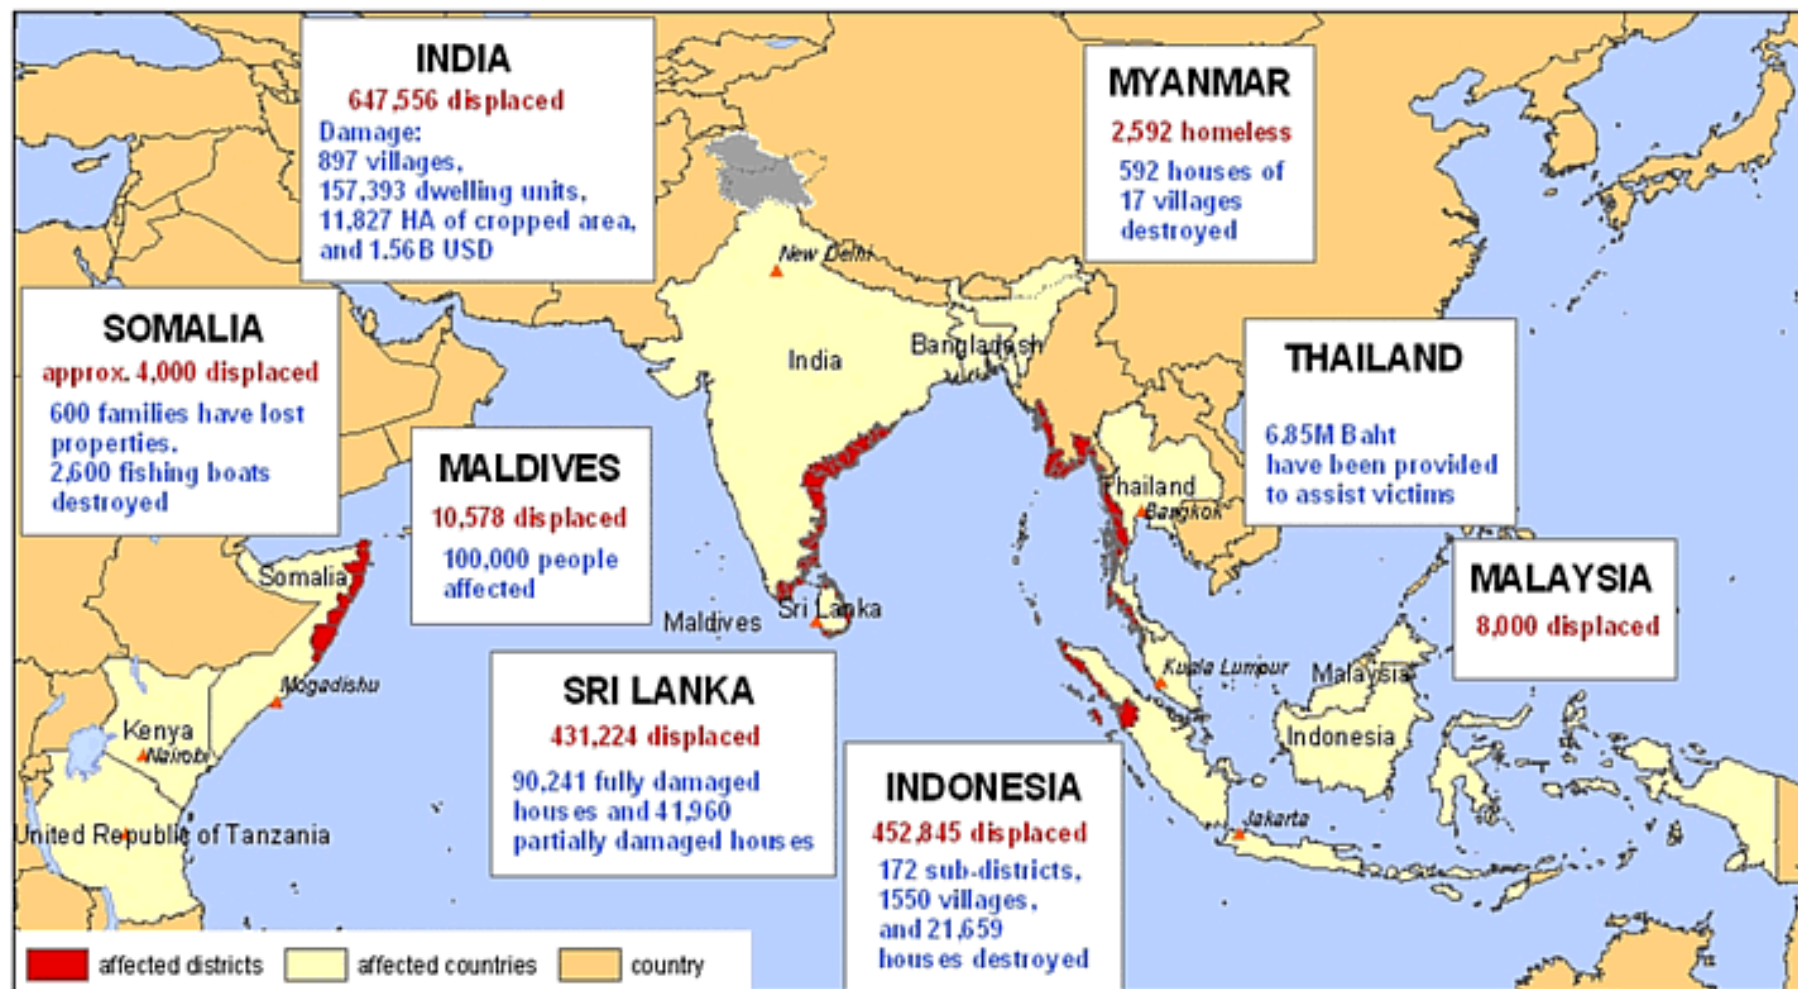 INDIA
647,556 displaced
Damage:
897 villages,
157,393 dwelling units,
11,827 HA of cropped area,
and 1.56B USD
MYANMAR
2,592 homeless
592 houses of
17 villages
destroyed
New Delhi
SOMALIA
approx. 4,000 displaced
600 families have lost
properties.
2,600 fishing boats
destroyed
India
Bangladesh
THAILAND
6.85M Baht
have been provided
to assist victims
MALDIVES
10,578 displaced
100,000 people
affected
Thailand
Bangkok
Somalia
Maldives
Sri Lanka
MALAYSIA
8,000 displaced
Mogadishu
Kuala Lumpur
Malaysia
SRI LANKA
431,224 displaced
90,241 fully damaged
houses and 41,960
partially damaged houses
Kenya
Nairobi
Indonesia
INDONESIA
452,845 displaced
172 sub-districts,
1550 villages,
and 21,659
houses destroyed
Jakarta
United Republic of Tanzania
affected districts
affected countries
country